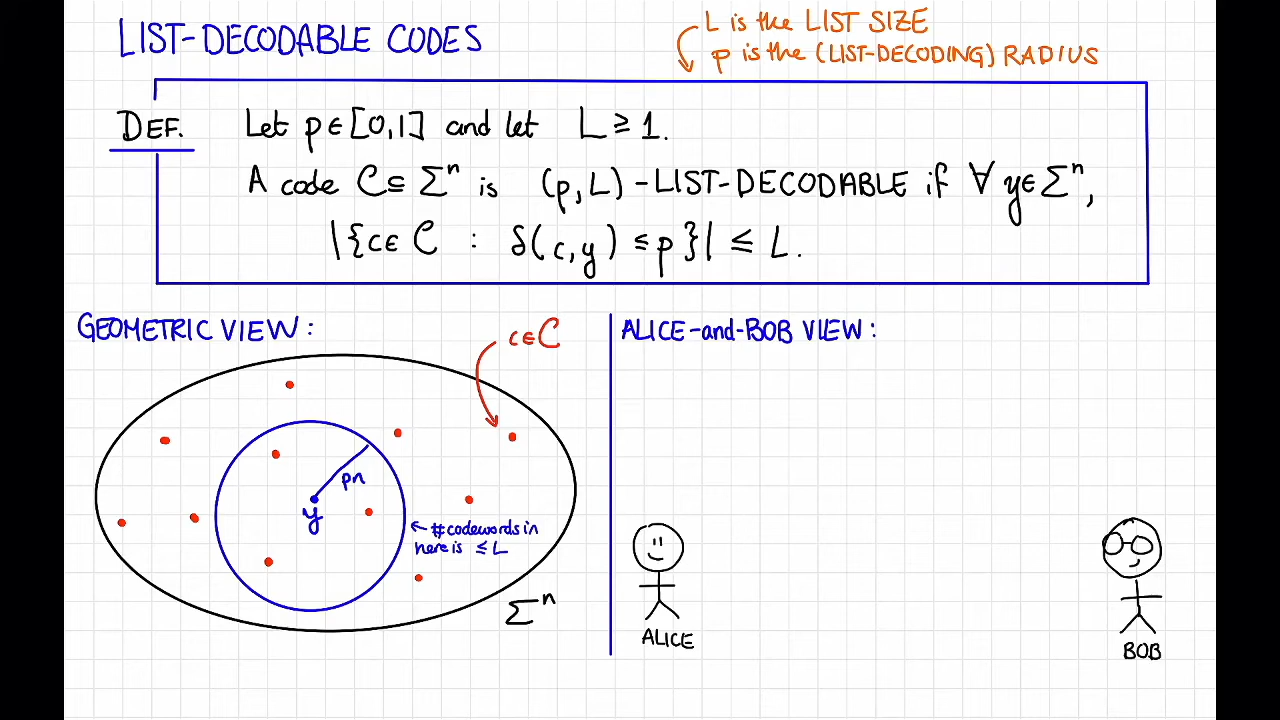 LIST-DECODABLE CODES
L is the LIST SIZE
p is the (LIST-DECODING) RADIUS
DEF. Let p ∈ [0,1] and let L ≥ 1.
A code C ⊆ Σⁿ is (p, L)-LIST-DECODABLE if ∀ y ∈ Σⁿ,
|{c ∈ C : δ(c, y) ≤ p}| ≤ L.
GEOMETRIC VIEW:
c ∈ C
pn
y
← #codewords in
here is ≤ L
Σⁿ
ALICE-and-BOB VIEW:
ALICE
BOB